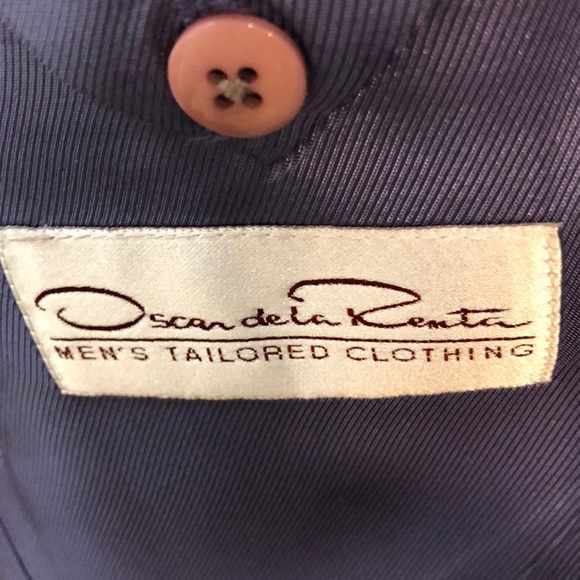 Oscar de la Renta
MEN'S TAILORED CLOTHING